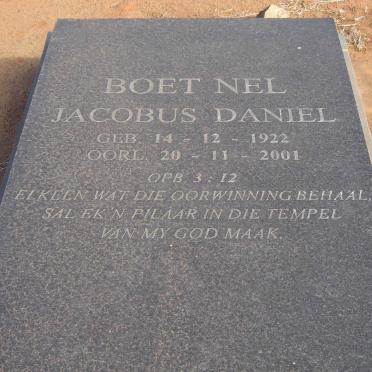 BOET NEL
JACOBUS DANIEL
GEB. 14 - 12 - 1922
OORL. 20 - 11 - 2001
OPB 3 : 12
ELKEEN WAT DIE OORWINNING BEHAAL,
SAL EK 'N PILAAR IN DIE TEMPEL
VAN MY GOD MAAK.